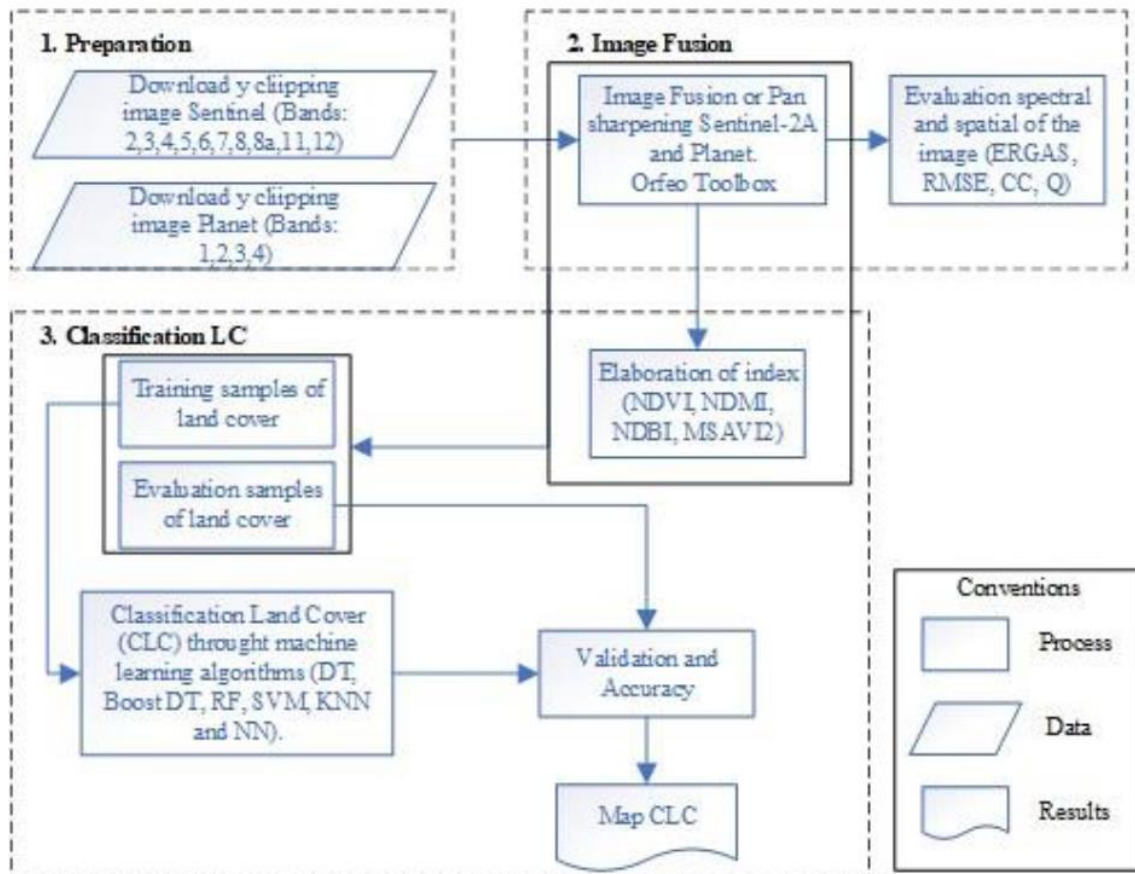 1. Preparation
Download y cliipping
image Sentinel (Bands:
2,3,4,5,6,7,8,8a,11,12)
Download y cliipping
image Planet (Bands:
1,2,3,4)
2. Image Fusion
Image Fusion or Pan
sharpening Sentinel-2A
and Planet.
Orfeo Toolbox
Evaluation spectral
and spatial of the
image (ERGAS,
RMSE, CC, Q)
Elaboration of index
(NDVI, NDMI,
NDBI, MSAVI2)
3. Classification LC
Training samples of
land cover
Evaluation samples
of land cover
Classification Land Cover
(CLC) throught machine
learning algorithms (DT,
Boost DT, RF, SVM, KNN
and NN).
Validation and
Accuracy
Map CLC
Conventions
Process
Data
Results